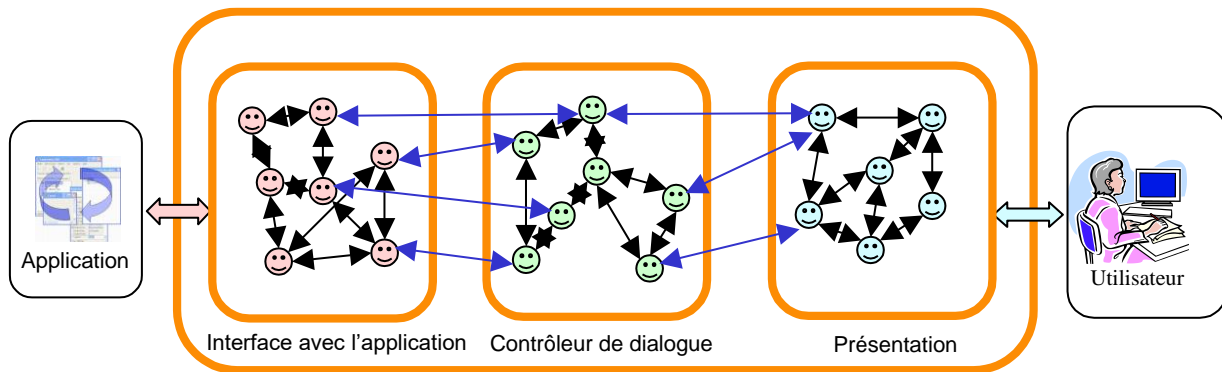 Application
Utilisateur
Interface avec l’application
Contrôleur de dialogue
Présentation